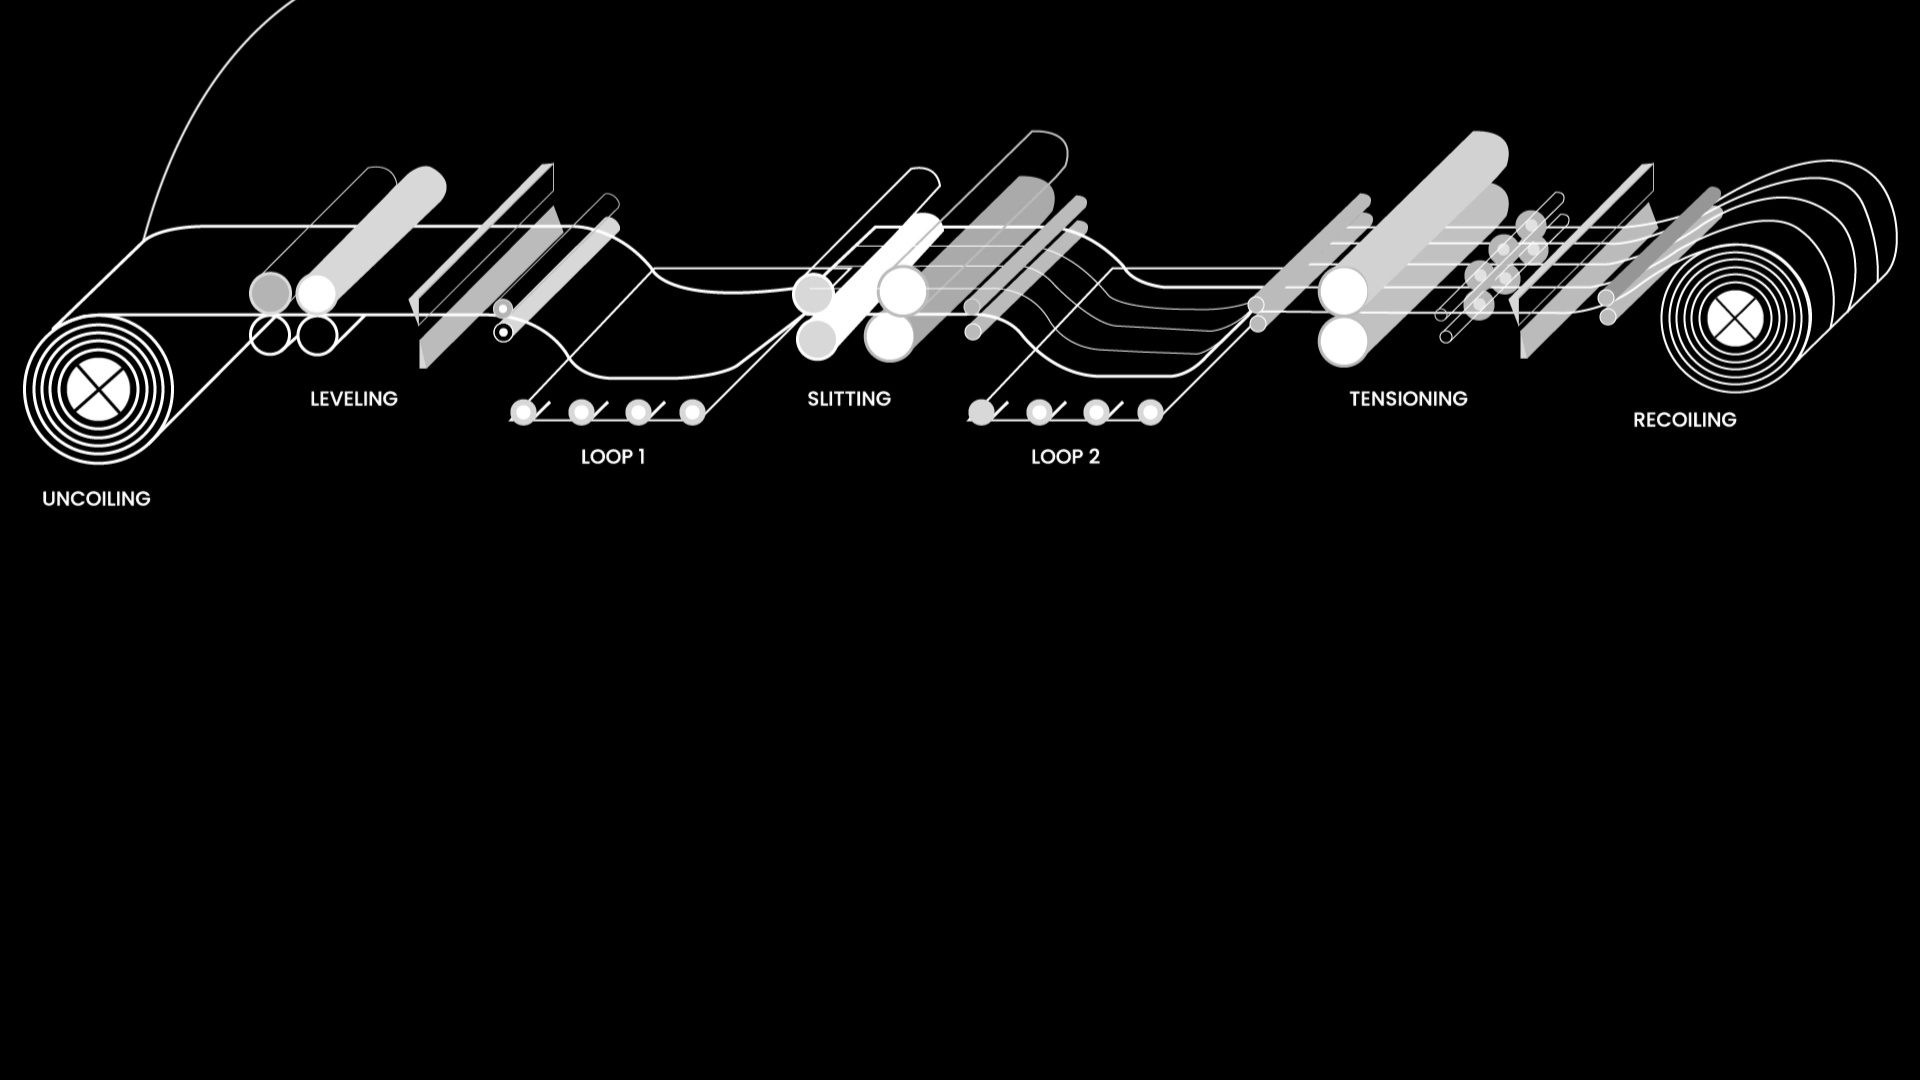 UNCOILING
LEVELING
LOOP 1
SLITTING
LOOP 2
TENSIONING
RECOILING